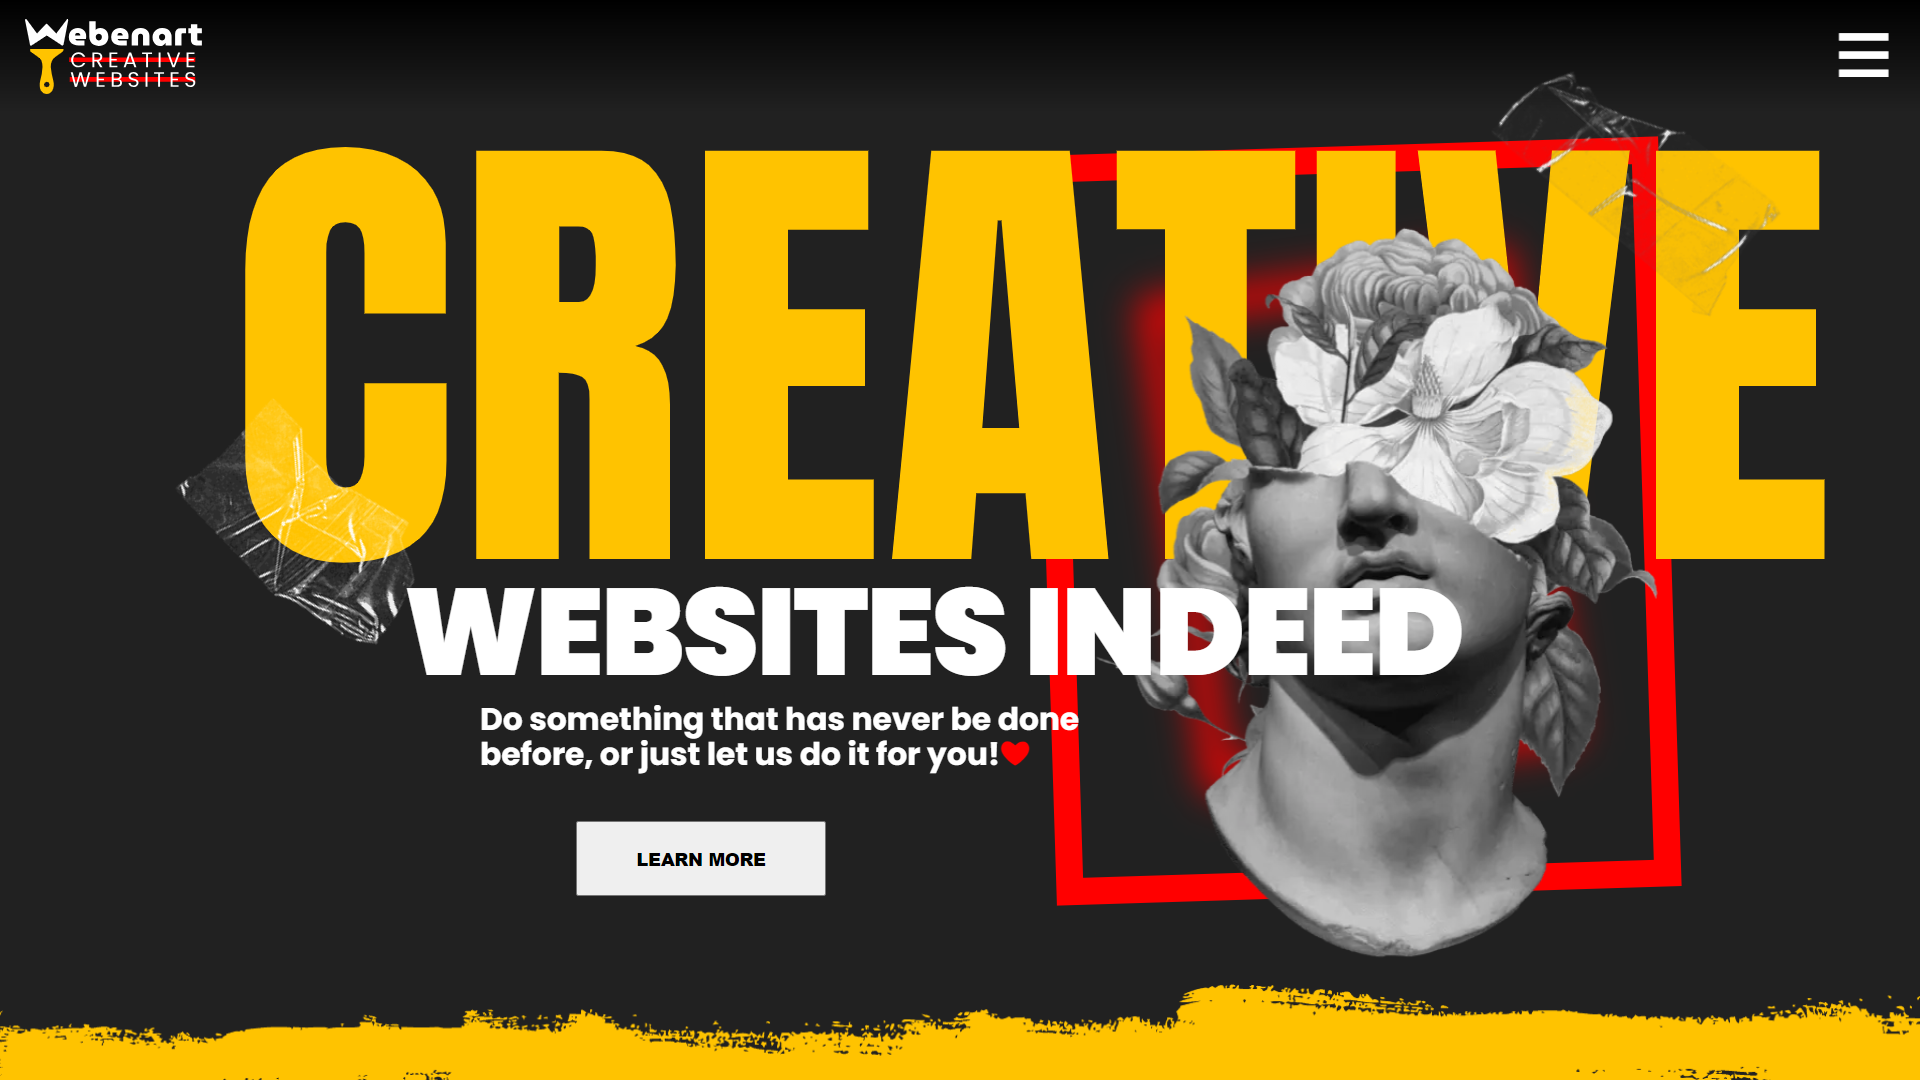 Webenart
CREATIVE
WEBSITES
CREATIVE
WEBSITES INDEED
Do something that has never be done
before, or just let us do it for you!❤
LEARN MORE